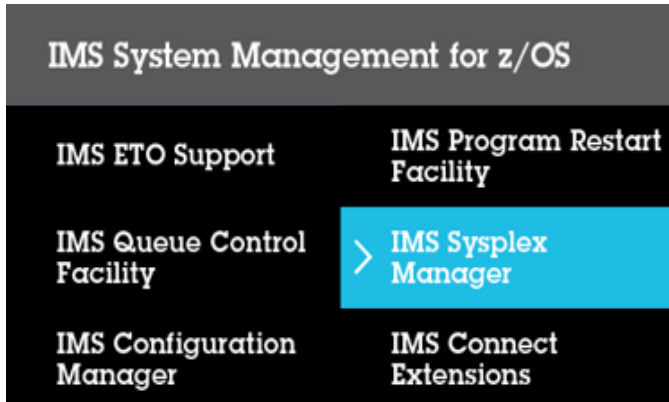 IMS System Management for z/OS
IMS ETO Support
IMS Program Restart
Facility
IMS Queue Control
Facility
IMS Sysplex
Manager
IMS Configuration
Manager
IMS Connect
Extensions